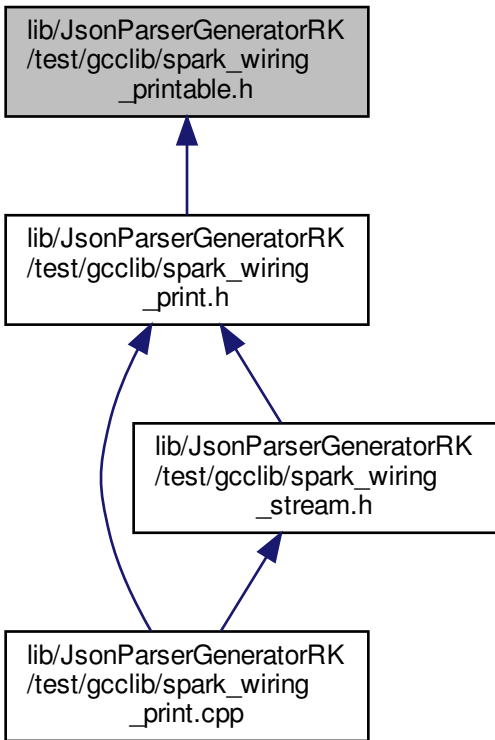 lib/JsonParserGeneratorRK
/test/gcclib/spark_wiring
_printable.h
lib/JsonParserGeneratorRK
/test/gcclib/spark_wiring
_print.h
lib/JsonParserGeneratorRK
/test/gcclib/spark_wiring
_stream.h
lib/JsonParserGeneratorRK
/test/gcclib/spark_wiring
_print.cpp